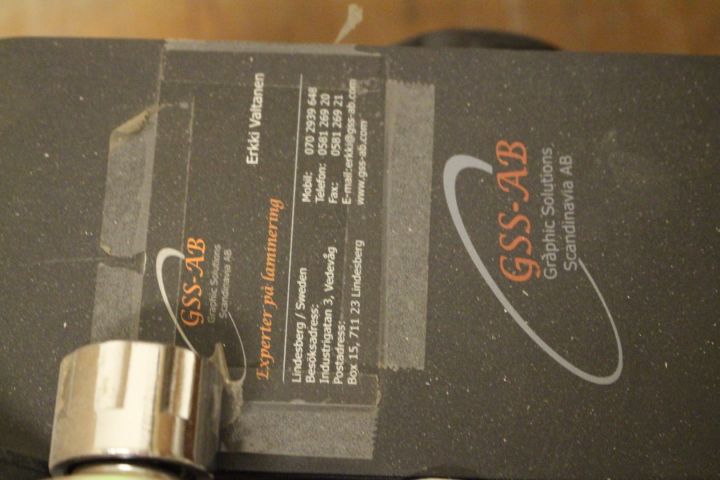 GSS-AB
Graphic Solutions
Scandinavia AB
Erkki Valtanen
Experter på laminering
Lindesberg / Sweden
Besöksadress:
Industrigatan 3, Vedevåg
Postadress:
Box 15, 711 23 Lindesberg
Mobil: 070 2939 648
Telefon: 0581 269 20
Fax: 0581 269 21
E-mail:erkki@gss-ab.com
www.gss-ab.com
GSS-AB
Graphic Solutions
Scandinavia AB